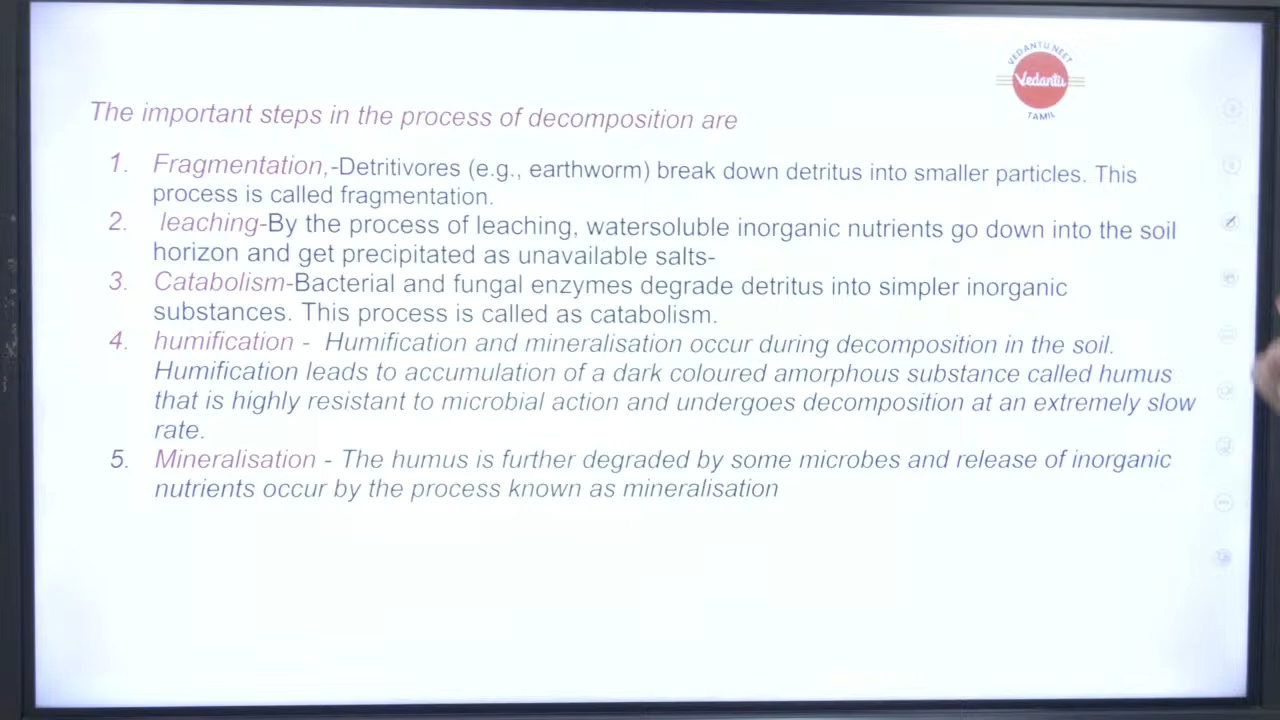 VEDANTU NEET
Vedantu
TAMIL
The important steps in the process of decomposition are
1. Fragmentation,-Detritivores (e.g., earthworm) break down detritus into smaller particles. This
process is called fragmentation.
2. leaching-By the process of leaching, watersoluble inorganic nutrients go down into the soil
horizon and get precipitated as unavailable salts-
3. Catabolism-Bacterial and fungal enzymes degrade detritus into simpler inorganic
substances. This process is called as catabolism.
4. humification - Humification and mineralisation occur during decomposition in the soil.
Humification leads to accumulation of a dark coloured amorphous substance called humus
that is highly resistant to microbial action and undergoes decomposition at an extremely slow
rate.
5. Mineralisation - The humus is further degraded by some microbes and release of inorganic
nutrients occur by the process known as mineralisation